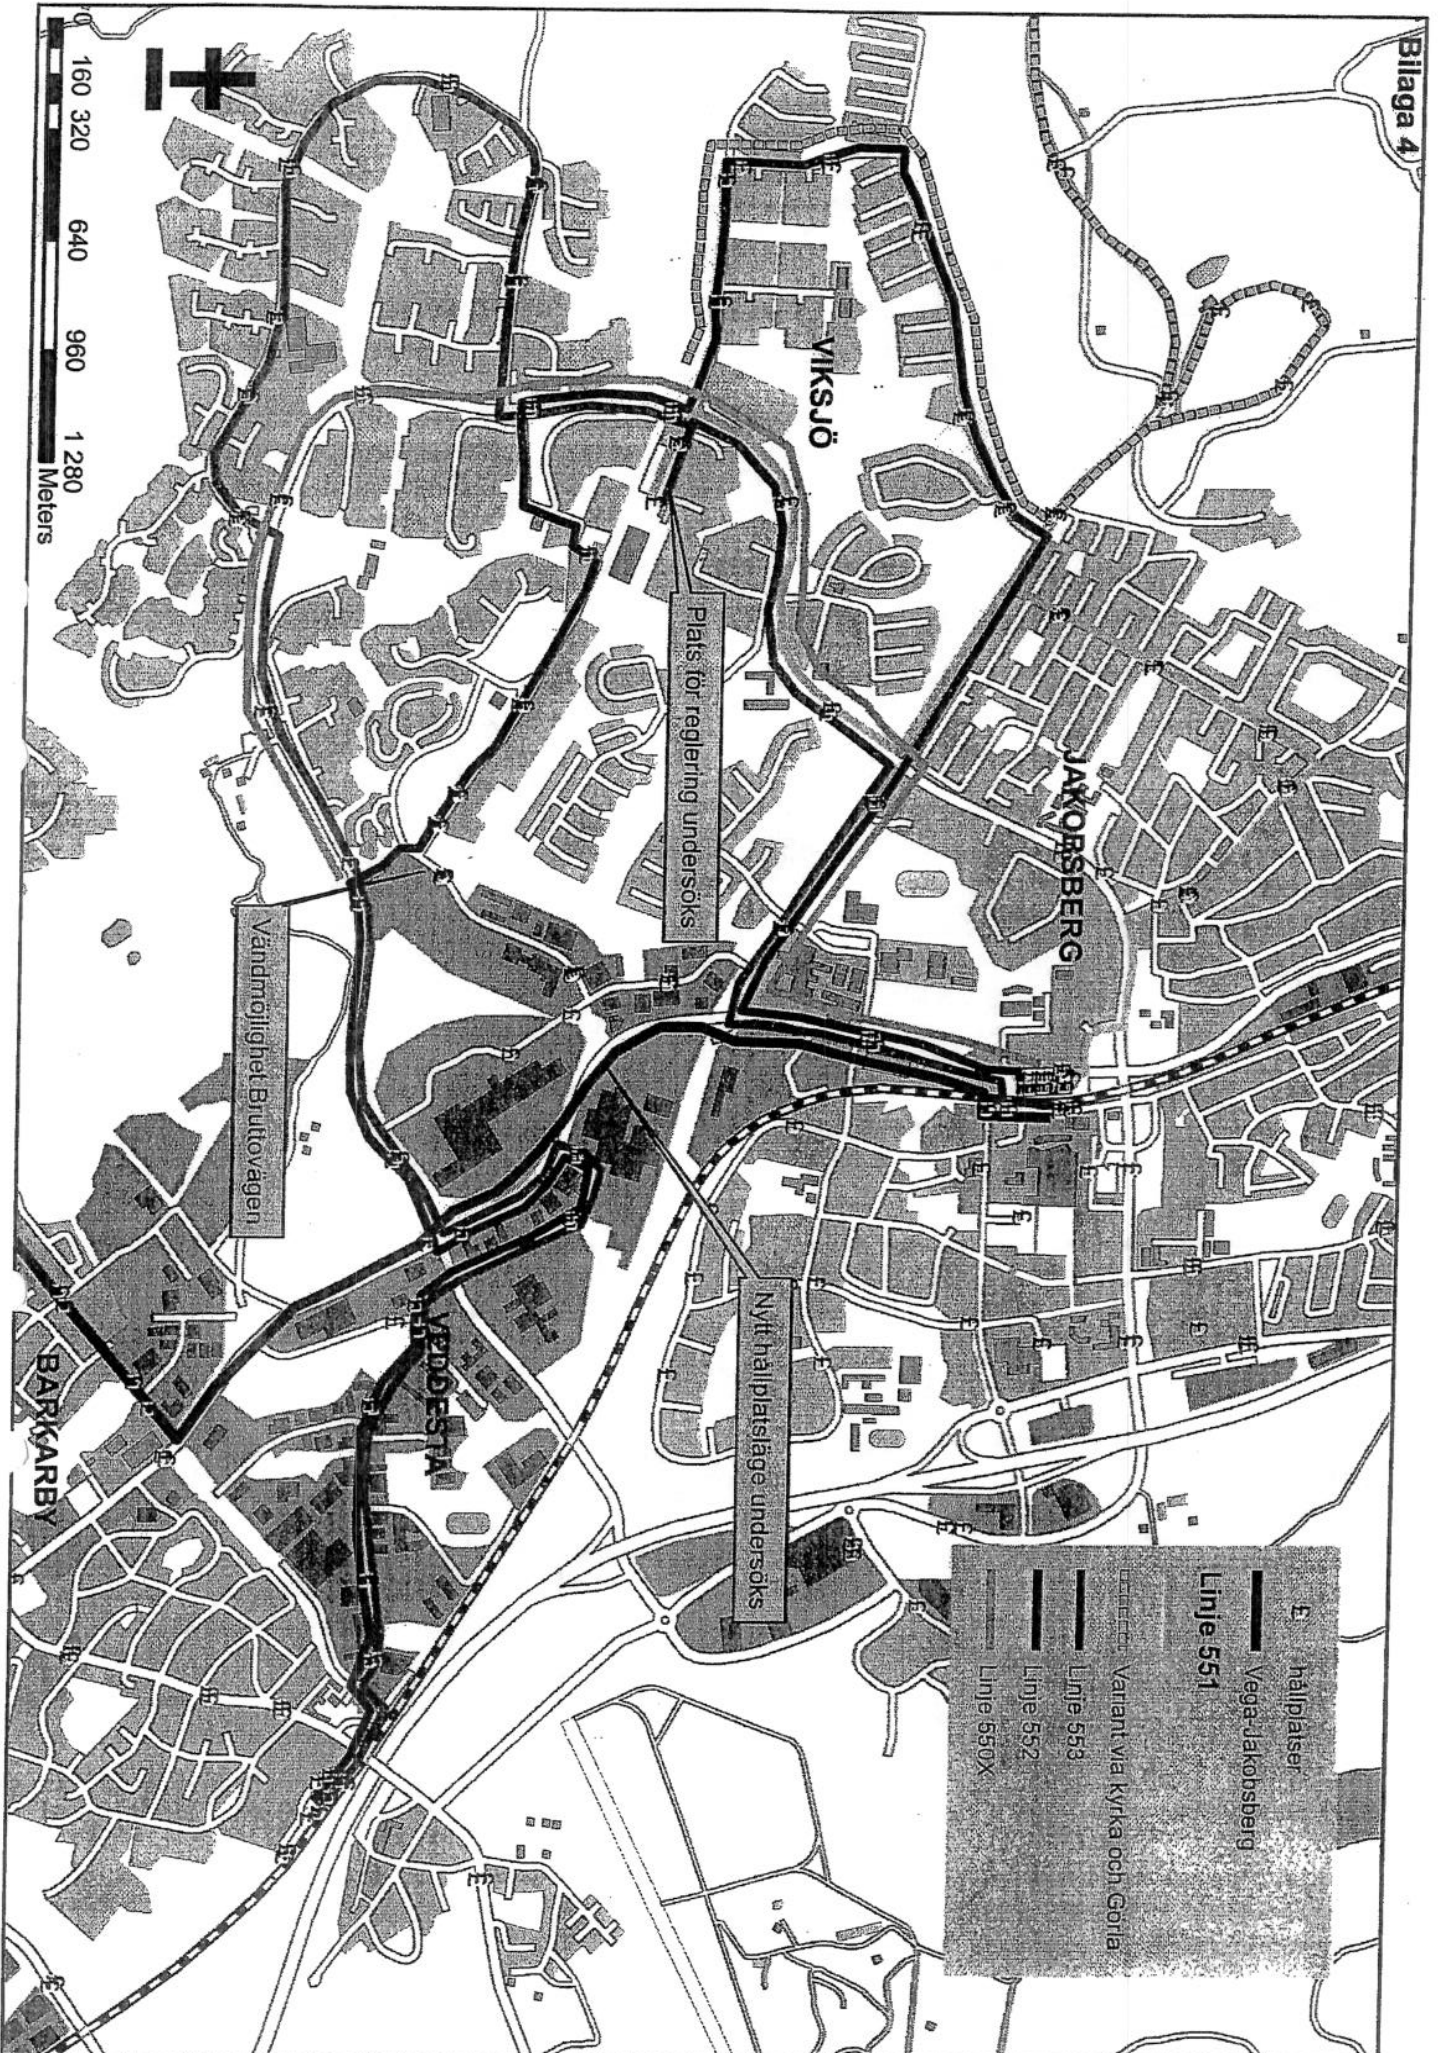 Bilaga 4
hållplatser
Vega-Jakobsberg
Linje 551
Variant via kyrka och Görla
Linje 553
Linje 552
Linje 550X
JAKOBSBERG
VIKSJÖ
Plats för reglering undersöks
Nytt hållplatsläge undersöks
Vändmöjlighet Bruttovägen
VEDDESTA
BARKARBY
0 160 320 640 960 1 280
Meters